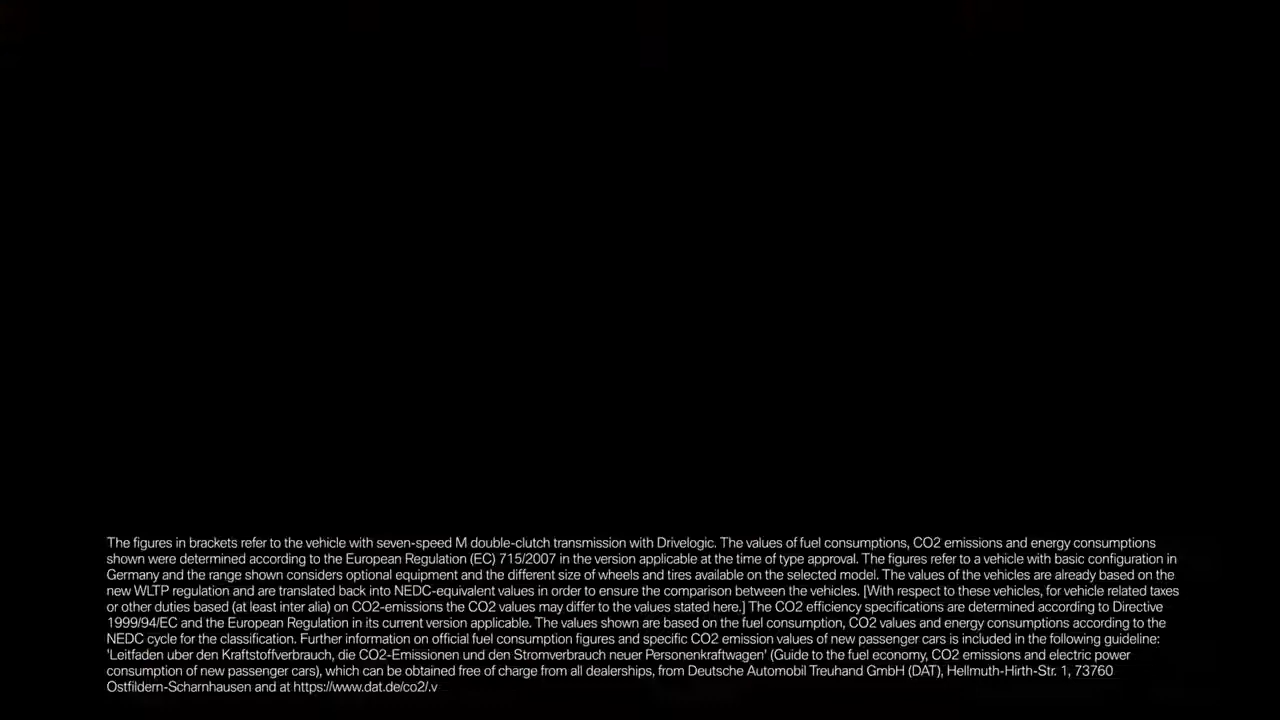 The figures in brackets refer to the vehicle with seven-speed M double-clutch transmission with Drivelogic. The values of fuel consumptions, CO2 emissions and energy consumptions
shown were determined according to the European Regulation (EC) 715/2007 in the version applicable at the time of type approval. The figures refer to a vehicle with basic configuration in
Germany and the range shown considers optional equipment and the different size of wheels and tires available on the selected model. The values of the vehicles are already based on the
new WLTP regulation and are translated back into NEDC-equivalent values in order to ensure the comparison between the vehicles. [With respect to these vehicles, for vehicle related taxes
or other duties based (at least inter alia) on CO2-emissions the CO2 values may differ to the values stated here.] The CO2 efficiency specifications are determined according to Directive
1999/94/EC and the European Regulation in its current version applicable. The values shown are based on the fuel consumption, CO2 values and energy consumptions according to the
NEDC cycle for the classification. Further information on official fuel consumption figures and specific CO2 emission values of new passenger cars is included in the following guideline:
'Leitfaden uber den Kraftstoffverbrauch, die CO2-Emissionen und den Stromverbrauch neuer Personenkraftwagen' (Guide to the fuel economy, CO2 emissions and electric power
consumption of new passenger cars), which can be obtained free of charge from all dealerships, from Deutsche Automobil Treuhand GmbH (DAT), Hellmuth-Hirth-Str. 1, 73760
Ostfildern-Scharnhausen and at https://www.dat.de/co2/.v